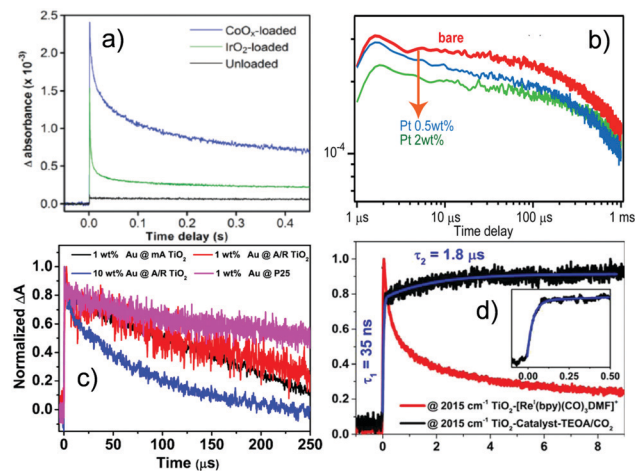 a)
CoOₓ-loaded
IrO₂-loaded
Unloaded
Δ absorbance (x 10⁻³)
2.5
2.0
1.5
1.0
0.5
0.0
0.0 0.1 0.2 0.3 0.4
Time delay (s)
b)
bare
Pt 0.5wt%
Pt 2wt%
10⁻⁴
1 μs 10 μs 100 μs 1 ms
Time delay
1 wt% Au @ mA TiO₂ 1 wt% Au @ A/R TiO₂
10 wt% Au @ A/R TiO₂ 1 wt% Au @ P25
Normalized ΔA
1.0
0.8
0.6
0.4
0.2
0.0
c)
0 50 100 150 200 250
Time (μs)
τ₂ = 1.8 μs
τ₁ = 35 ns
d)
1.0
0.8
0.6
0.4
0.2
0.0
0.00 0.25 0.50
@ 2015 cm⁻¹ TiO₂-[Reᴵ(bpy)(CO)₃DMF]⁺
@ 2015 cm⁻¹ TiO₂-Catalyst-TEOA/CO₂
0 2 4 6 8